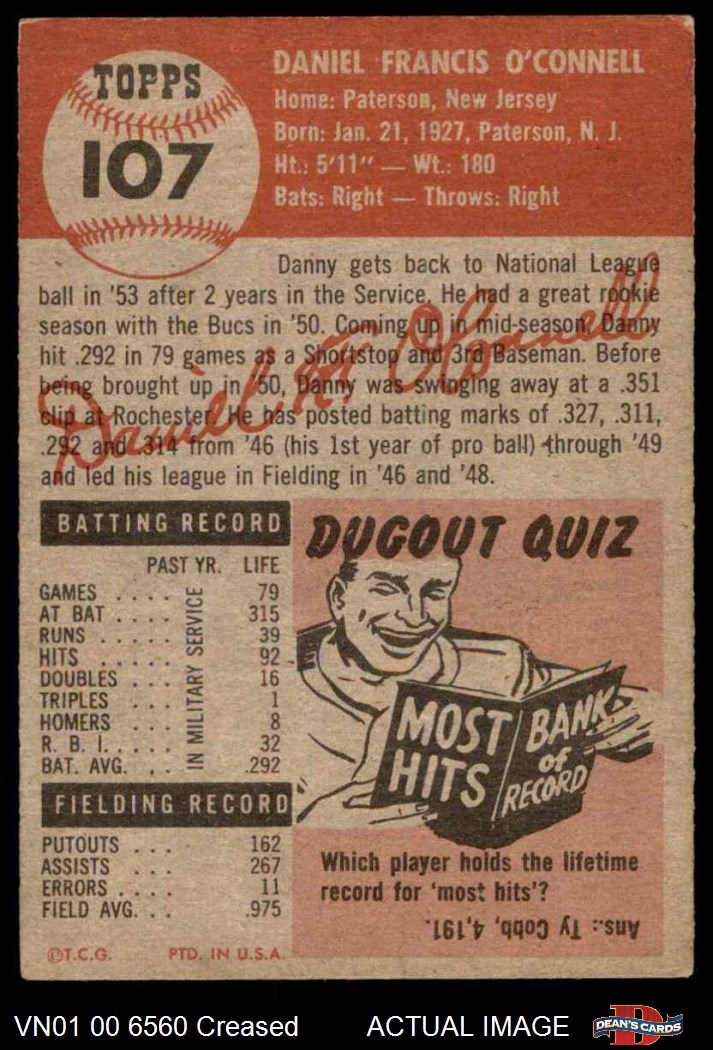 TOPPS
107
DANIEL FRANCIS O'CONNELL
Home: Paterson, New Jersey
Born: Jan. 21, 1927, Paterson, N. J.
Ht.: 5'11" — Wt.: 180
Bats: Right — Throws: Right
Danny gets back to National League
ball in '53 after 2 years in the Service. He had a great rookie
season with the Bucs in '50. Coming up in mid-season, Danny
hit .292 in 79 games as a Shortstop and 3rd Baseman. Before
being brought up in '50, Danny was swinging away at a .351
clip at Rochester. He has posted batting marks of .327, .311,
.292 and .314 from '46 (his 1st year of pro ball) through '49
and led his league in Fielding in '46 and '48.
Daniel F. O'Connell
BATTING RECORD
PAST YR. LIFE
GAMES . . . . 79
AT BAT . . . . 315
RUNS . . . . . 39
HITS . . . . . 92
DOUBLES . . . 16
TRIPLES . . . 1
HOMERS . . . 8
R. B. I. . . . . 32
BAT. AVG. . . .292
IN MILITARY SERVICE
FIELDING RECORD
PUTOUTS . . . 162
ASSISTS . . . 267
ERRORS . . . . 11
FIELD AVG. . . .975
©T.C.G. PTD. IN U.S.A.
DUGOUT QUIZ
MOST
HITS
BANK
of
RECORD
Which player holds the lifetime
record for 'most hits'?
Ans.: Ty Cobb, 4,191.
VN01 00 6560 Creased ACTUAL IMAGE
D
DEAN'S CARDS